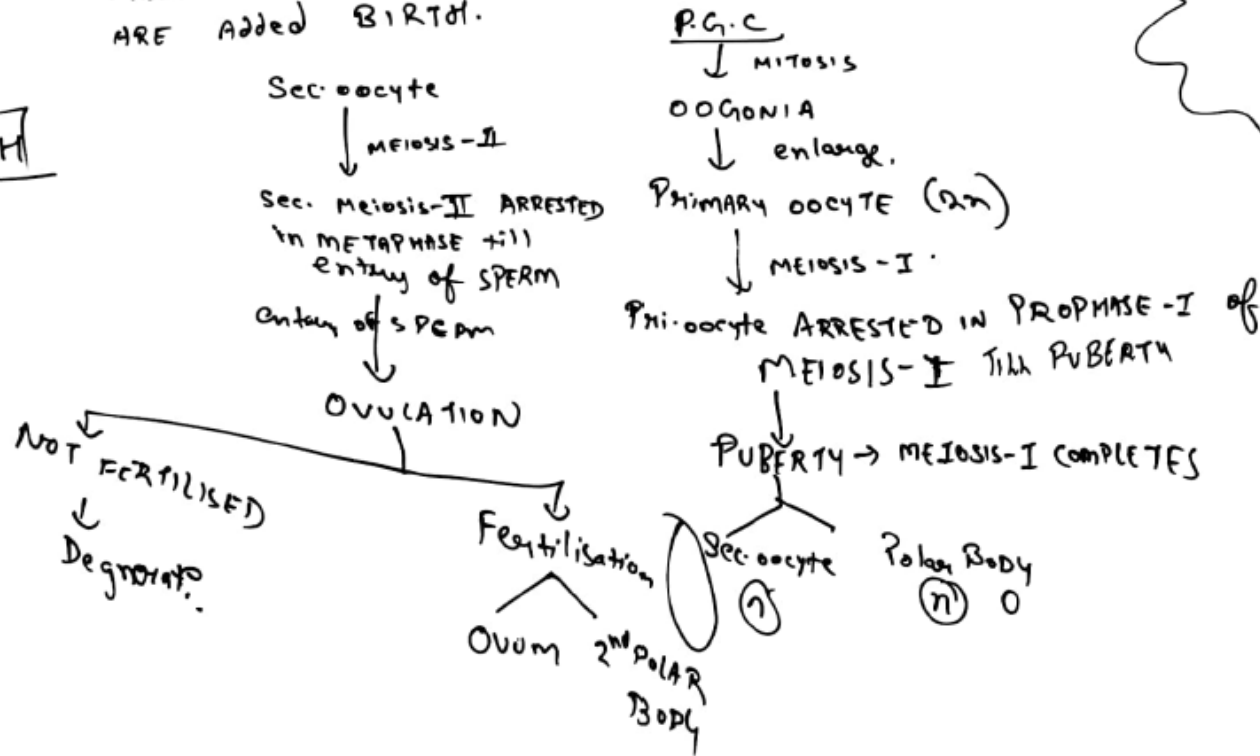 ARE Added BIRTH.
H
Sec. oocyte
MEIOSIS-II
Sec. Meiosis-II ARRESTED
in METAPHASE till
entry of SPERM
entry of SPERM
OVULATION
NOT FERTILISED
Fertilisation
Ovum 2nd POLAR
BODY
P.G.C
MITOSIS
OOGONIA
enlarge.
PRIMARY OOCYTE (2n)
MEIOSIS-I.
Pri.oocyte ARRESTED IN PROPHASE-I of
MEIOSIS-I Till PUBERTY
PUBERTY → MEIOSIS-I COMPLETES
Sec. oocyte Polar Body
n n O